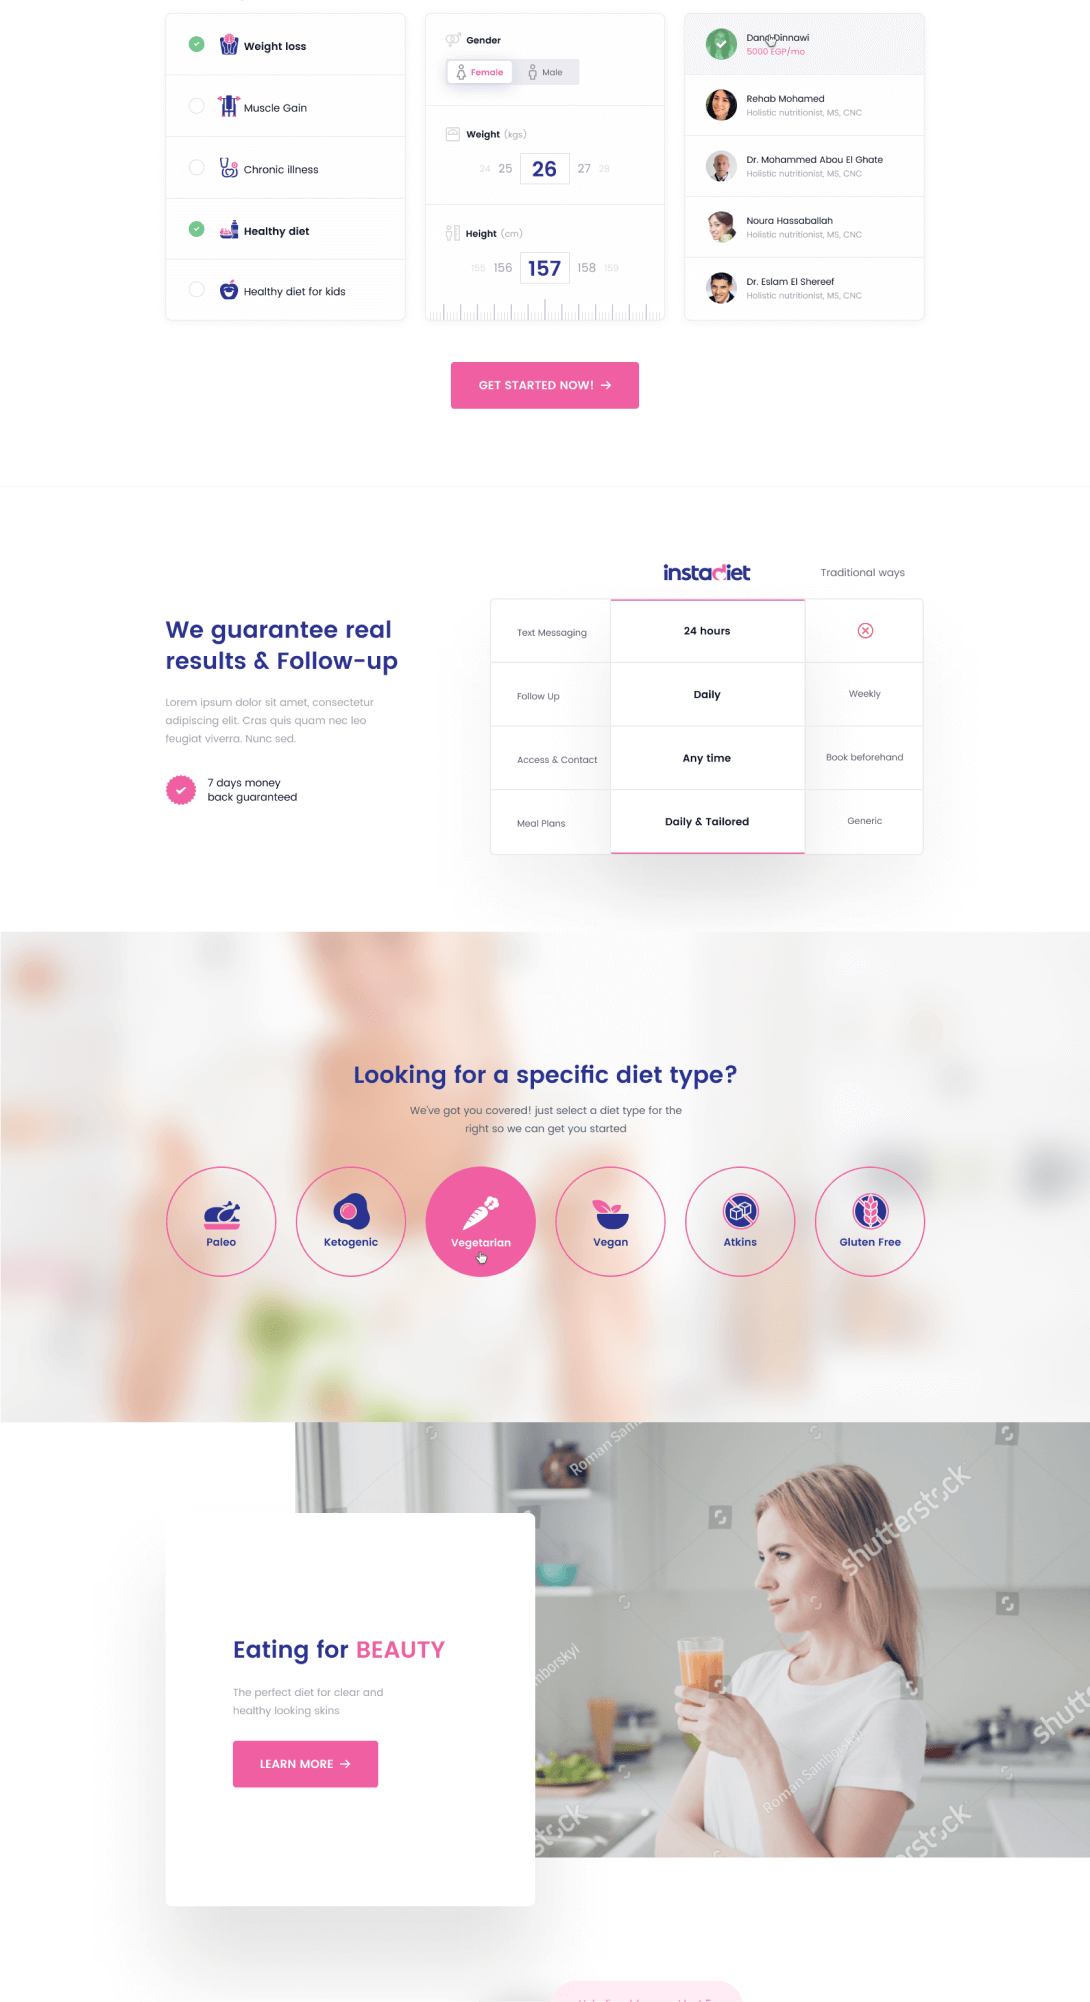 Weight loss
Muscle Gain
Chronic illness
Healthy diet
Healthy diet for kids
Gender
Female
Male
Weight (kgs)
24 25 26 27 28
Height (cm)
155 156 157 158 159
5000 EGP/mo
Rehab Mohamed
Holistic nutritionist, MS, CNC
Dr. Mohammed Abou El Ghate
Holistic nutritionist, MS, CNC
Noura Hassaballah
Holistic nutritionist, MS, CNC
Dr. Eslam El Shereef
Holistic nutritionist, MS, CNC
GET STARTED NOW! →
We guarantee real
results & Follow-up
Lorem ipsum dolor sit amet, consectetur
adipiscing elit. Cras quis quam nec leo
feugiat viverra. Nunc sed.
7 days money
back guaranteed
instadiet
Traditional ways
Text Messaging
24 hours
Follow Up
Daily
Weekly
Access & Contact
Any time
Book beforehand
Meal Plans
Daily & Tailored
Generic
Looking for a specific diet type?
We've got you covered! just select a diet type for the
right so we can get you started
Paleo
Ketogenic
Vegetarian
Vegan
Atkins
Gluten Free
Eating for BEAUTY
The perfect diet for clear and
healthy looking skins
LEARN MORE →
shutterstock
Roman Samborskyi